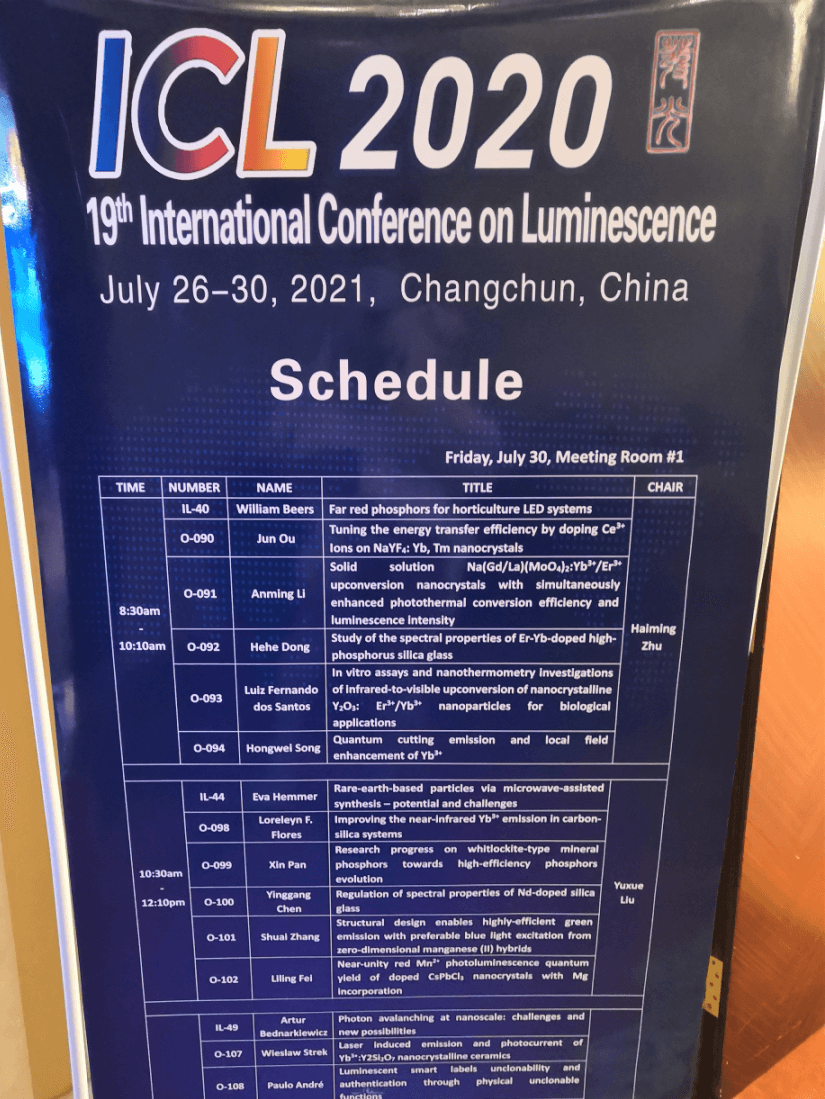 ICL 2020
19th International Conference on Luminescence
July 26-30, 2021, Changchun, China
Schedule
Friday, July 30, Meeting Room #1
TIME NUMBER NAME TITLE CHAIR
8:30am
-
10:10am
Haiming
Zhu
IL-40 William Beers Far red phosphors for horticulture LED systems
O-090 Jun Ou Tuning the energy transfer efficiency by doping Ce³⁺
Ions on NaYF₄: Yb, Tm nanocrystals
O-091 Anming Li Solid solution Na(Gd/La)(MoO₄)₂:Yb³⁺/Er³⁺
upconversion nanocrystals with simultaneously
enhanced photothermal conversion efficiency and
luminescence intensity
O-092 Hehe Dong Study of the spectral properties of Er-Yb-doped high-
phosphorus silica glass
O-093 Luiz Fernando
dos Santos
In vitro assays and nanothermometry investigations
of infrared-to-visible upconversion of nanocrystalline
Y₂O₃: Er³⁺/Yb³⁺ nanoparticles for biological
applications
O-094 Hongwei Song Quantum cutting emission and local field
enhancement of Yb³⁺
10:30am
-
12:10pm
Yuxue
Liu
IL-44 Eva Hemmer Rare-earth-based particles via microwave-assisted
synthesis – potential and challenges
O-098 Loreleyn F.
Flores
Improving the near-infrared Yb³⁺ emission in carbon-
silica systems
O-099 Xin Pan Research progress on whitlockite-type mineral
phosphors towards high-efficiency phosphors
evolution
O-100 Yinggang
Chen
Regulation of spectral properties of Nd-doped silica
glass
O-101 Shuai Zhang Structural design enables highly-efficient green
emission with preferable blue light excitation from
zero-dimensional manganese (II) hybrids
O-102 Liling Fei Near-unity red Mn²⁺ photoluminescence quantum
yield of doped CsPbCl₃ nanocrystals with Mg
incorporation
IL-49 Artur
Bednarkiewicz
Photon avalanching at nanoscale: challenges and
new possibilities
O-107 Wieslaw Strek Laser induced emission and photocurrent of
Yb³⁺:Y2Si₂O₇ nanocrystalline ceramics
O-108 Paulo André Luminescent smart labels unclonability and
authentication through physical unclonable
functions